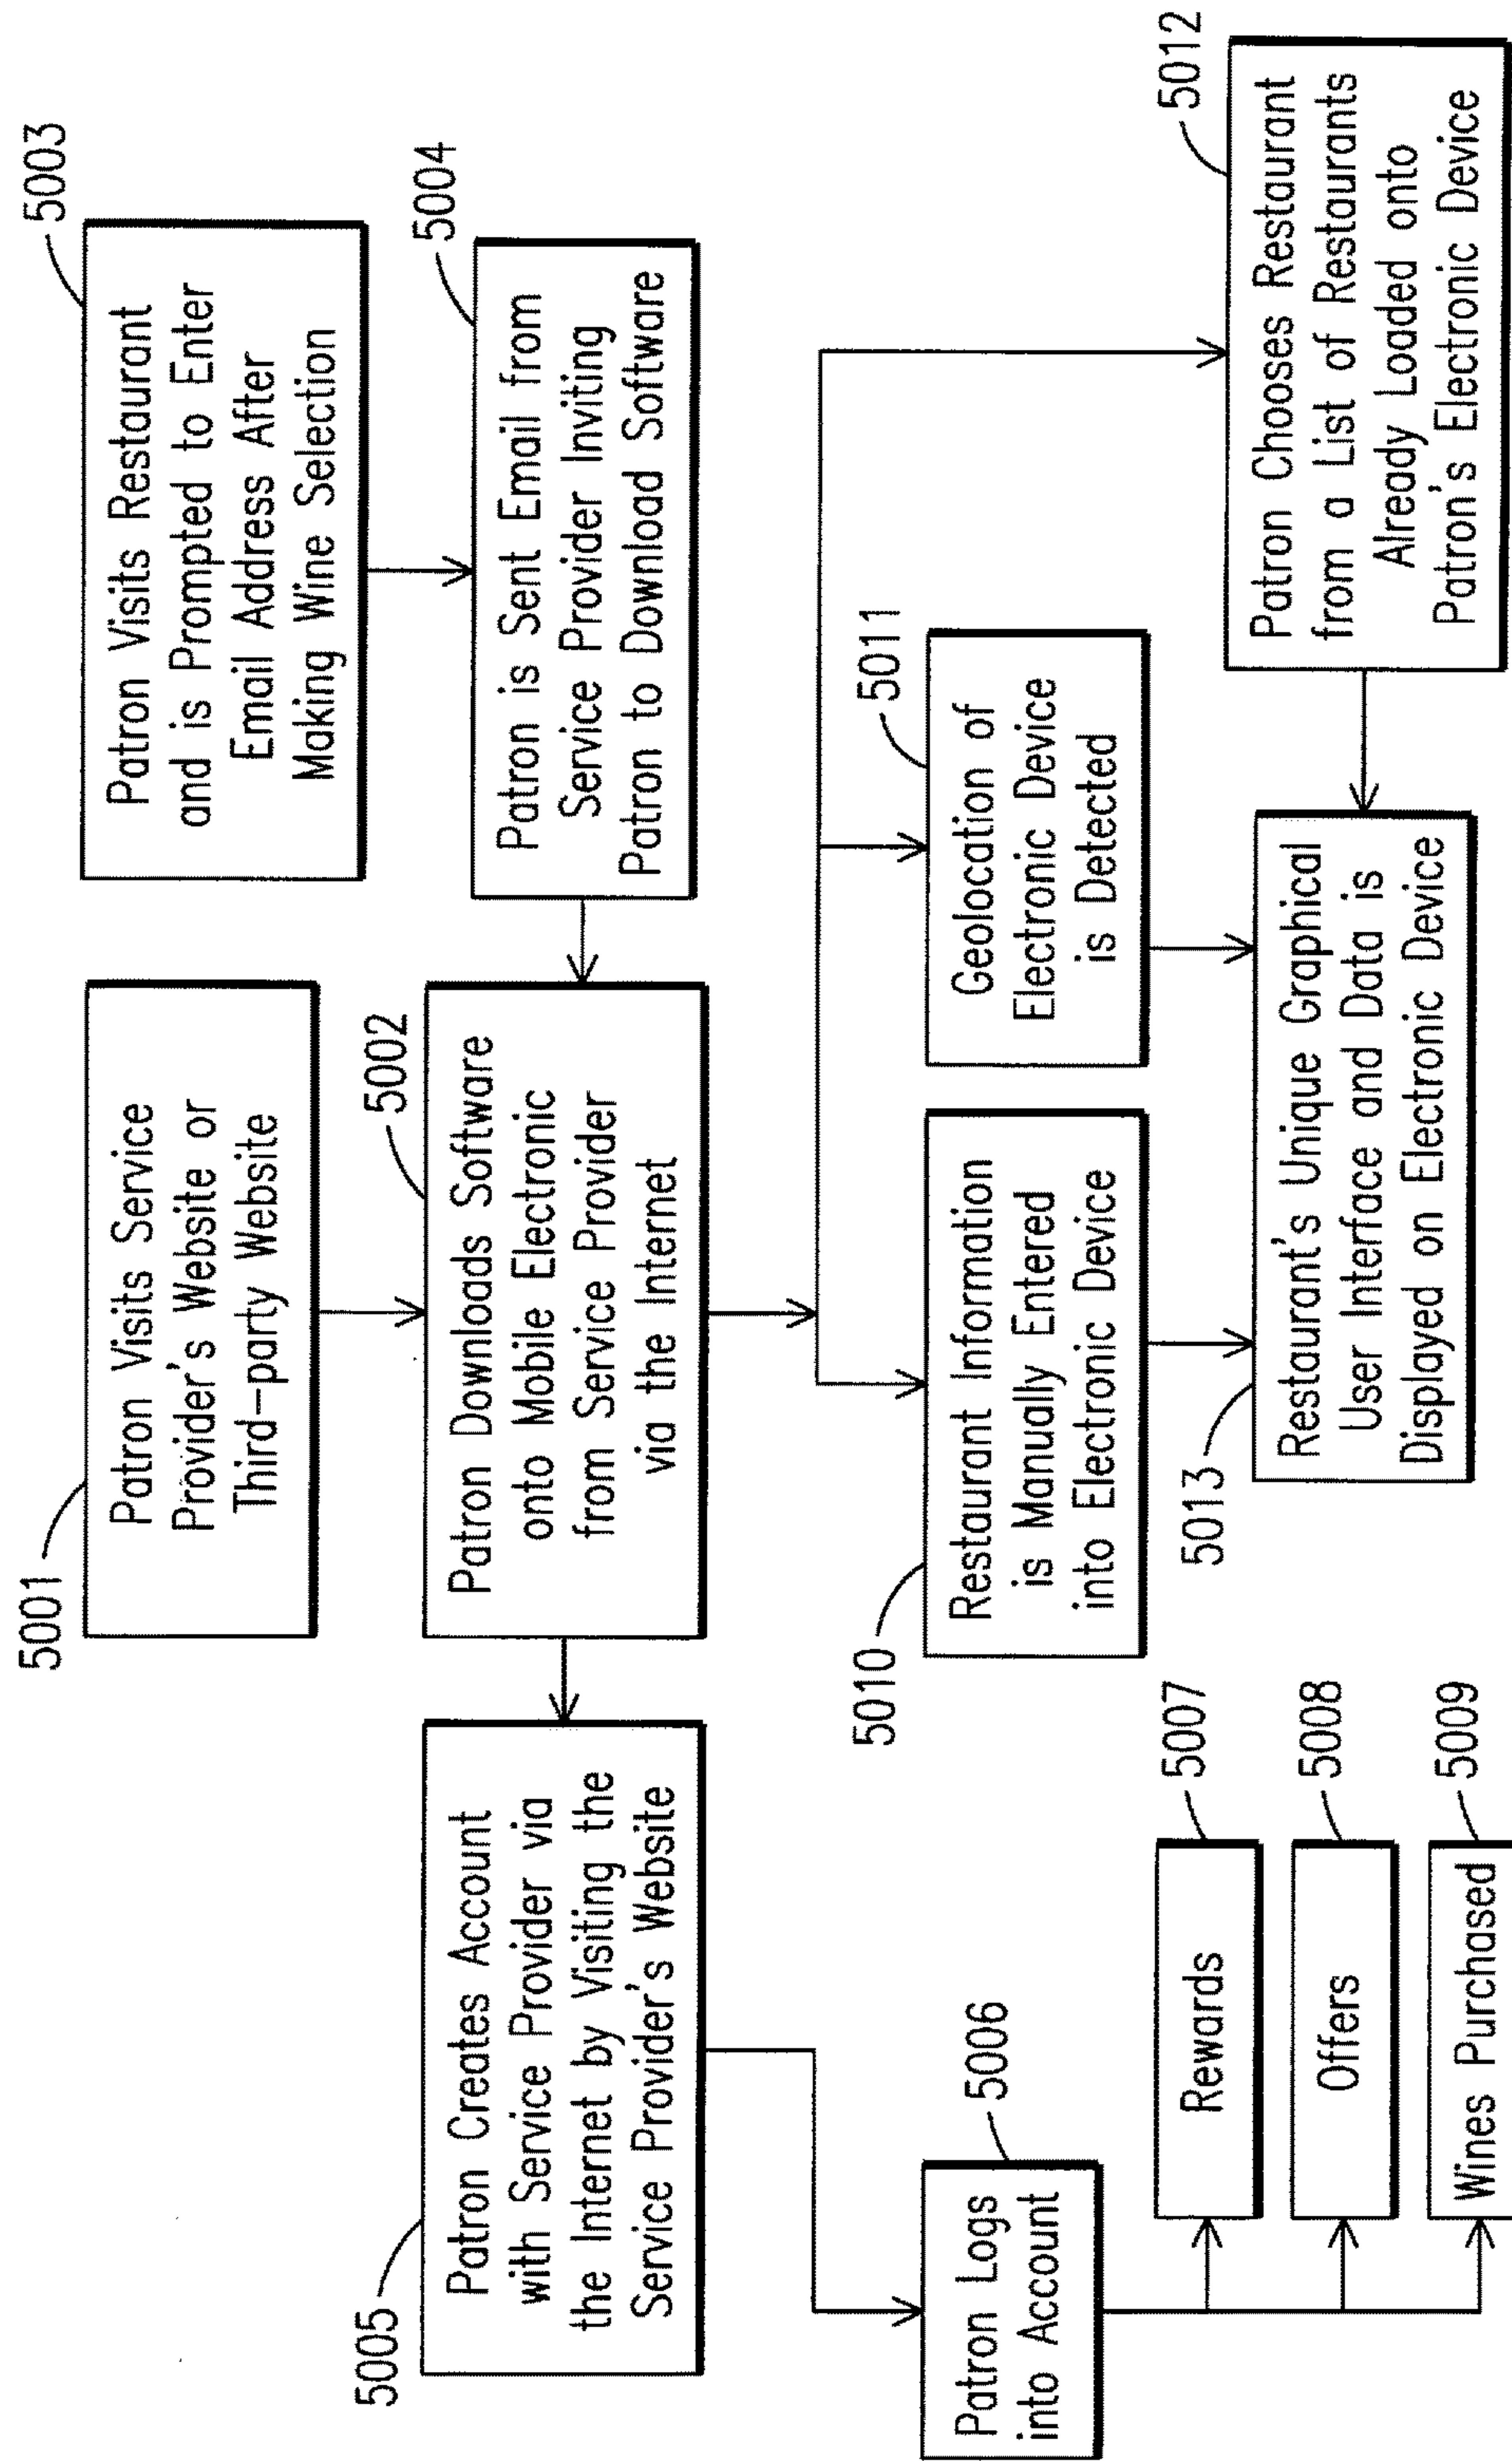 5001
Patron Visits Service
Provider's Website or
Third-party Website
5003
Patron Visits Restaurant
and is Prompted to Enter
Email Address After
Making Wine Selection
5005
Patron Creates Account
with Service Provider via
the Internet by Visiting the
Service Provider's Website
5002
Patron Downloads Software
onto Mobile Electronic
from Service Provider
via the Internet
5004
Patron is Sent Email from
Service Provider Inviting
Patron to Download Software
5006
Patron Logs
into Account
5010
Restaurant Information
is Manually Entered
into Electronic Device
5011
Geolocation of
Electronic Device
is Detected
5007
Rewards
5008
Offers
5009
Wines Purchased
5013
Restaurant's Unique Graphical
User Interface and Data is
Displayed on Electronic Device
5012
Patron Chooses Restaurant
from a List of Restaurants
Already Loaded onto
Patron's Electronic Device